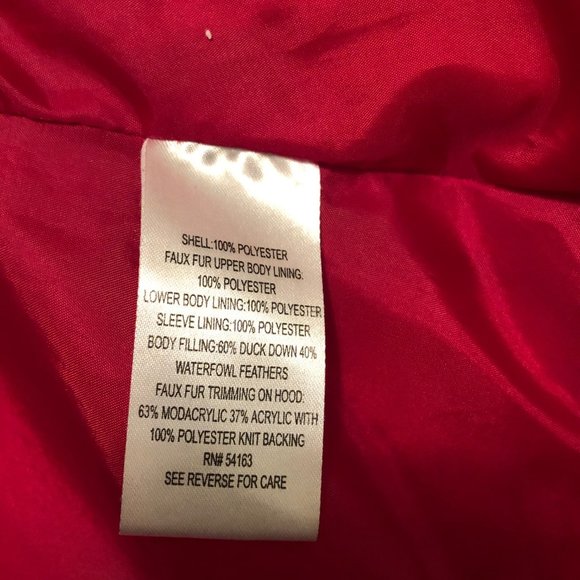 SHELL:100% POLYESTER
FAUX FUR UPPER BODY LINING:
100% POLYESTER
LOWER BODY LINING:100% POLYESTER
SLEEVE LINING:100% POLYESTER
BODY FILLING:60% DUCK DOWN 40%
WATERFOWL FEATHERS
FAUX FUR TRIMMING ON HOOD:
63% MODACRYLIC 37% ACRYLIC WITH
100% POLYESTER KNIT BACKING
RN# 54163
SEE REVERSE FOR CARE